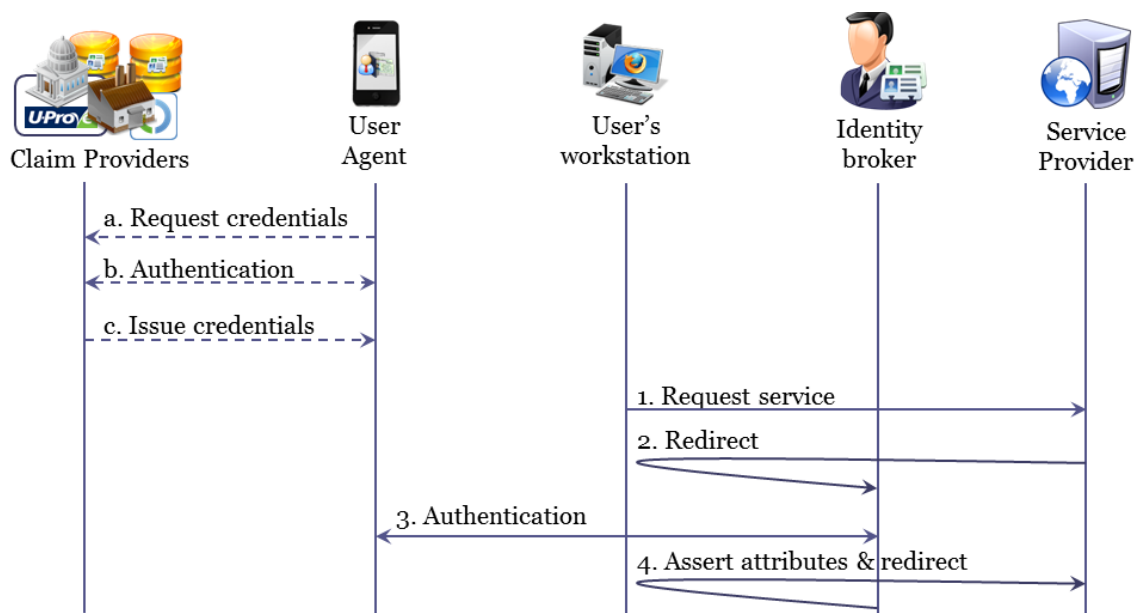 U-Prove
Claim Providers
User
Agent
User’s
workstation
Identity
broker
Service
Provider
a. Request credentials
b. Authentication
c. Issue credentials
1. Request service
2. Redirect
3. Authentication
4. Assert attributes & redirect